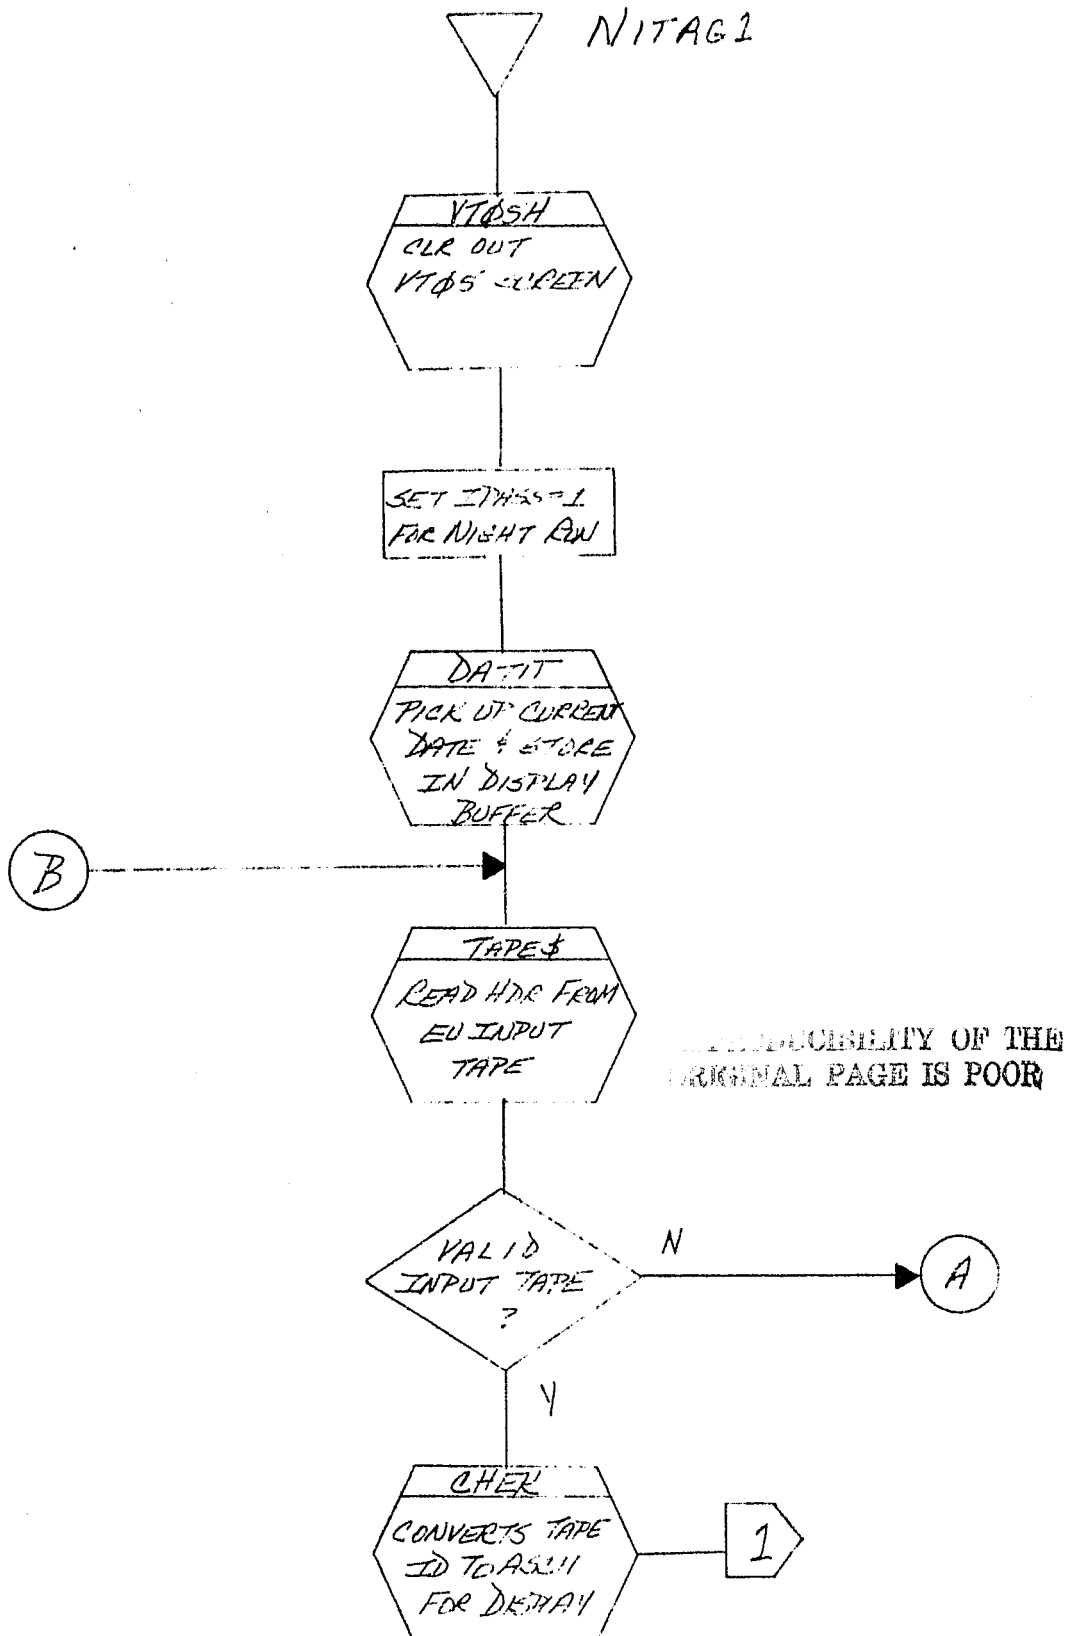 NITAG1
VTØ5H
CLR OUT
VTØ5 SCREEN
SET IPASS=1
FOR NIGHT RUN
DATIT
PICK UP CURRENT
DATE & STORE
IN DISPLAY
BUFFER
B
TAPE$
READ HDR FROM
EU INPUT
TAPE
REPRODUCIBILITY OF THE
ORIGINAL PAGE IS POOR
VALID
INPUT TAPE
?
N
A
Y
CHEK
CONVERTS TAPE
ID TO ASCII
FOR DISPLAY
1